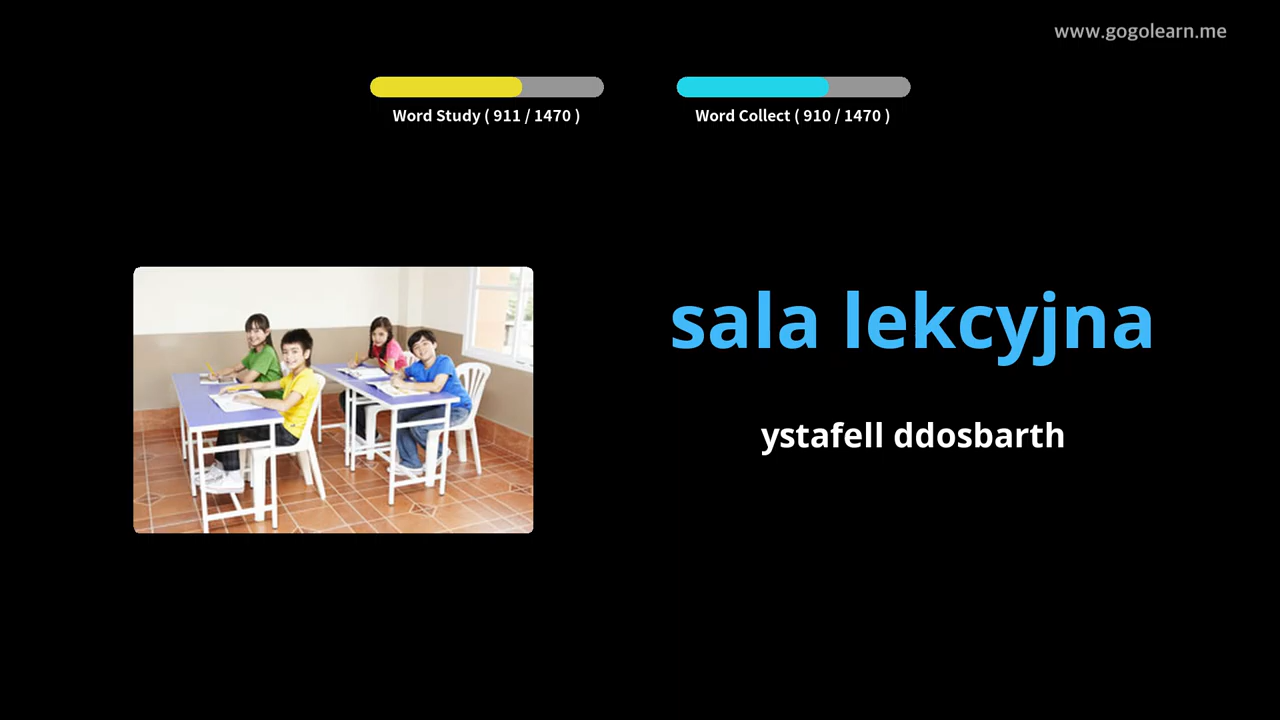 www.gogolearn.me
Word Study ( 911 / 1470 )
Word Collect ( 910 / 1470 )
sala lekcyjna
ystafell ddosbarth